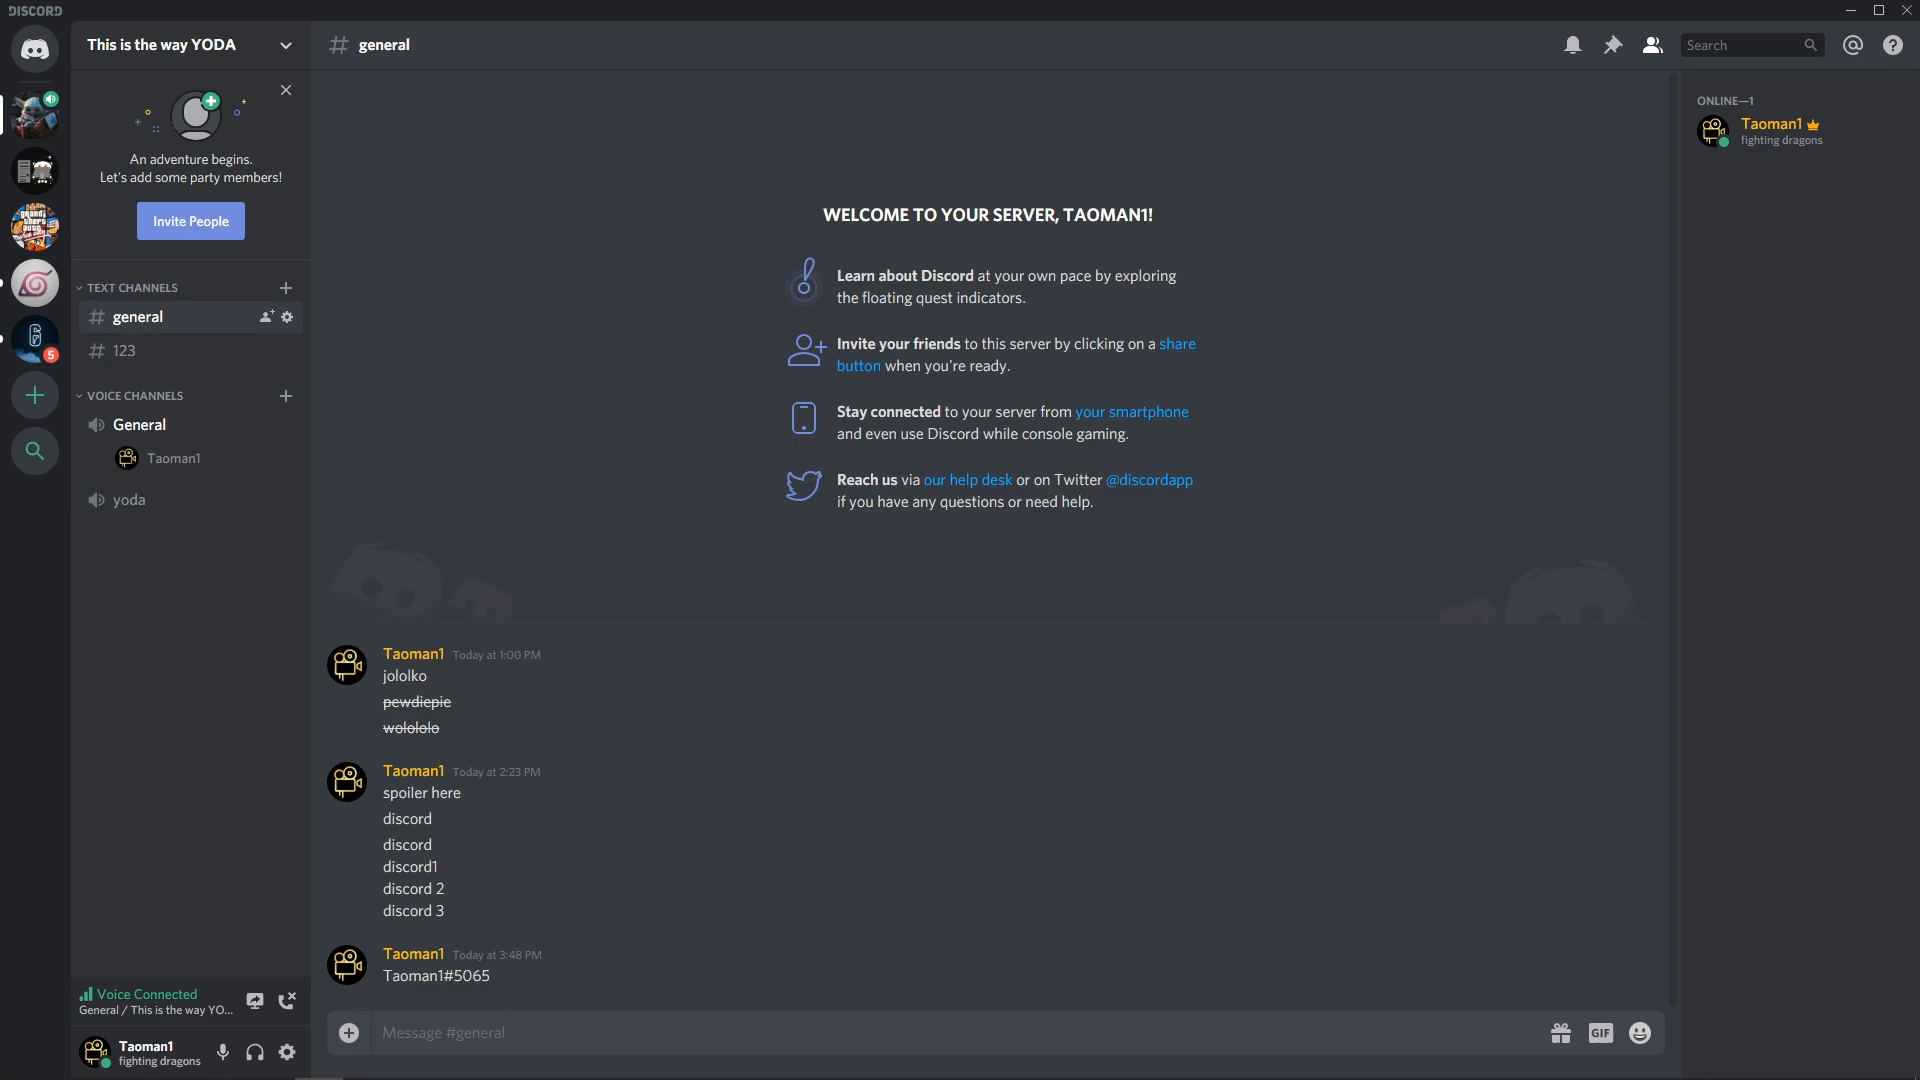 DISCORD
This is the way YODA
# general
Search
An adventure begins.
Let's add some party members!
Invite People
TEXT CHANNELS
# general
# 123
VOICE CHANNELS
General
Taoman1
yoda
5
WELCOME TO YOUR SERVER, TAOMAN1!
Learn about Discord at your own pace by exploring
the floating quest indicators.
Invite your friends to this server by clicking on a share
button when you're ready.
Stay connected to your server from your smartphone
and even use Discord while console gaming.
Reach us via our help desk or on Twitter @discordapp
if you have any questions or need help.
Taoman1 Today at 1:00 PM
jololko
pewdiepie
wolololo
Taoman1 Today at 2:23 PM
spoiler here
discord
discord
discord1
discord 2
discord 3
Taoman1 Today at 3:48 PM
Taoman1#5065
Message #general
GIF
ONLINE—1
Taoman1
fighting dragons
Voice Connected
General / This is the way YO...
Taoman1
fighting dragons